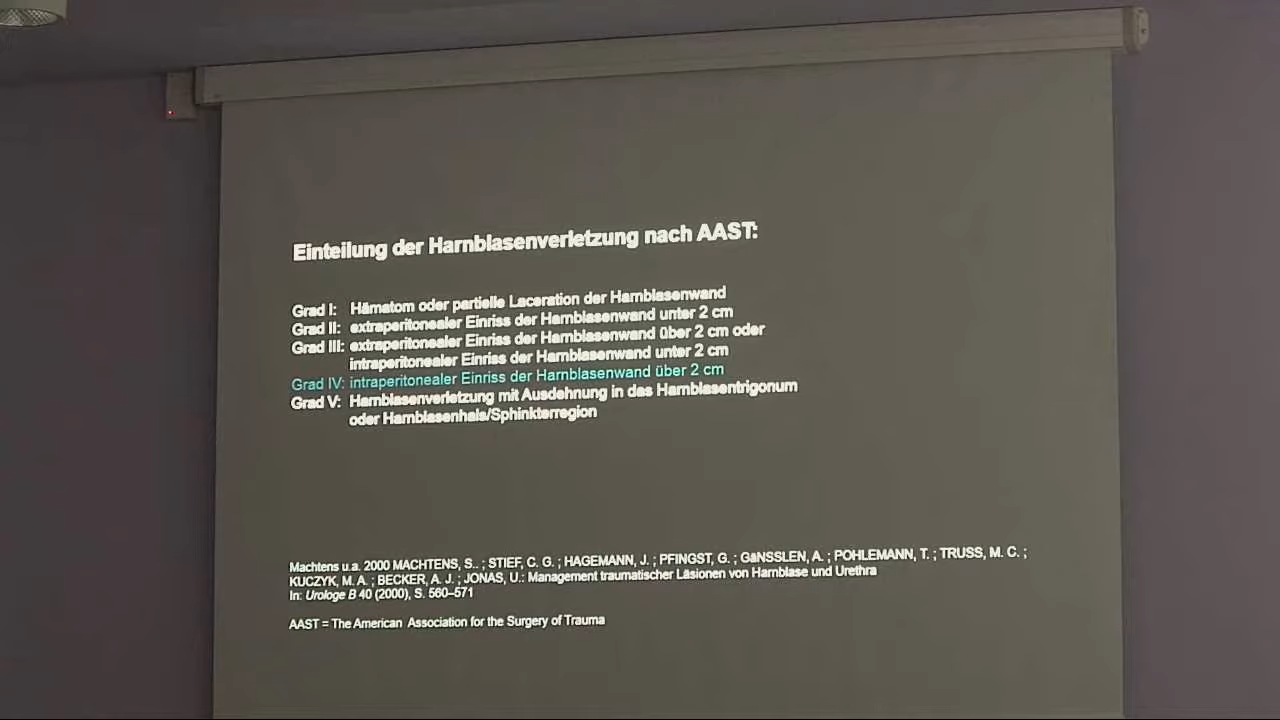 Einteilung der Harnblasenverletzung nach AAST:
Grad I: Hämatom oder partielle Laceration der Harnblasenwand
Grad II: extraperitonealer Einriss der Harnblasenwand unter 2 cm
Grad III: extraperitonealer Einriss der Harnblasenwand über 2 cm oder
intraperitonealer Einriss der Harnblasenwand unter 2 cm
Grad IV: intraperitonealer Einriss der Harnblasenwand über 2 cm
Grad V: Harnblasenverletzung mit Ausdehnung in das Harnblasentrigonum
oder Harnblasenhals/Sphinkterregion
Machtens u.a. 2000 MACHTENS, S.. ; STIEF, C. G. ; HAGEMANN, J. ; PFINGST, G. ; GäNSSLEN, A. ; POHLEMANN, T. ; TRUSS, M. C. ;
KUCZYK, M. A. ; BECKER, A. J. ; JONAS, U.: Management traumatischer Läsionen von Harnblase und Urethra
In: Urologe B 40 (2000), S. 560–571
AAST = The American Association for the Surgery of Trauma